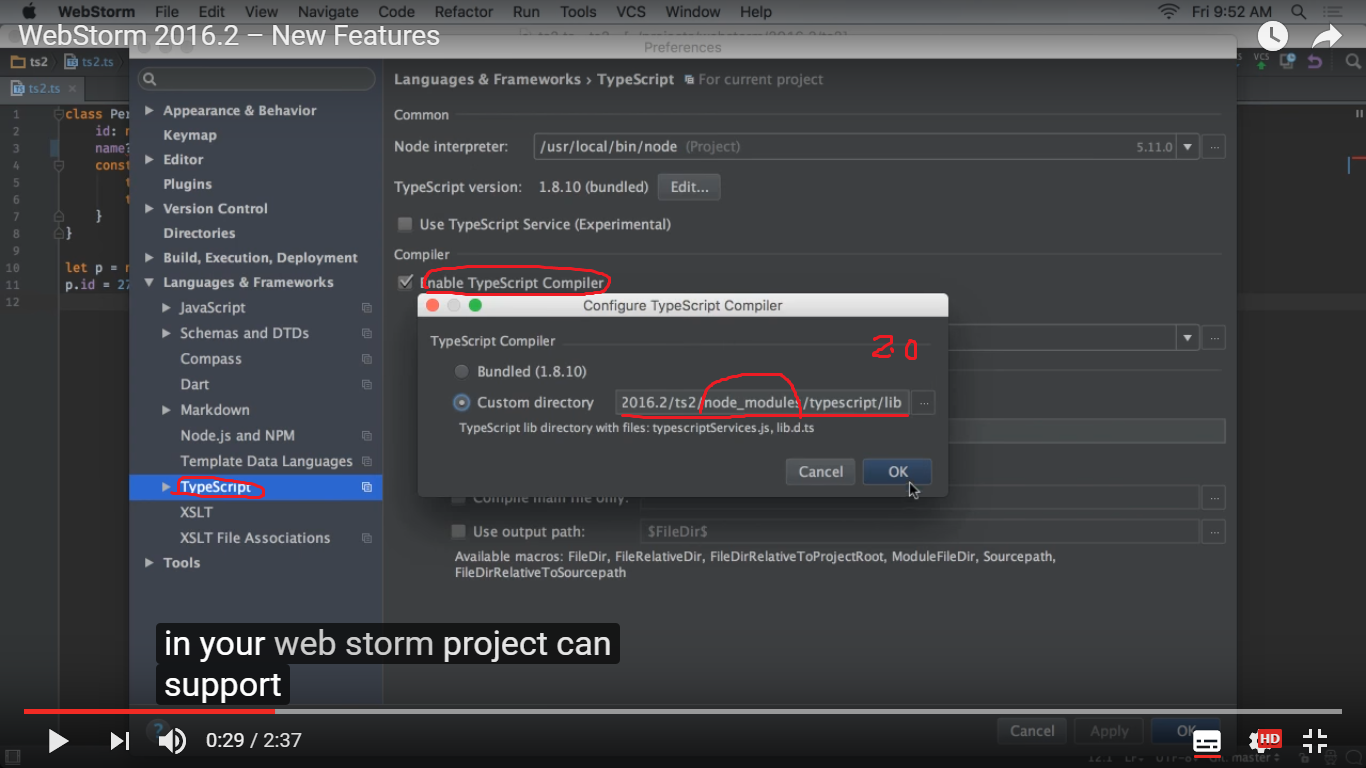 WebStorm File Edit View Navigate Code Refactor Run Tools VCS Window Help Fri 9:52 AM
WebStorm 2016.2 – New Features
Preferences
ts2 ts2.ts
ts2.ts
VCS
Languages & Frameworks › TypeScript For current project
1 class Per
2 id:
3 name?
4 const
5
6
7 }
8 }
9
10 let p =
11 p.id = 27
12
Appearance & Behavior
Keymap
Editor
Plugins
Version Control
Directories
Build, Execution, Deployment
Languages & Frameworks
JavaScript
Schemas and DTDs
Compass
Dart
Markdown
Node.js and NPM
Template Data Languages
TypeScript
XSLT
XSLT File Associations
Tools
Common
Node interpreter: /usr/local/bin/node (Project) 5.11.0
TypeScript version: 1.8.10 (bundled) Edit...
Use TypeScript Service (Experimental)
Compiler
Enable TypeScript Compiler
Configure TypeScript Compiler
TypeScript Compiler
2.0
Bundled (1.8.10)
Custom directory 2016.2/ts2/node_modules/typescript/lib
TypeScript lib directory with files: typescriptServices.js, lib.d.ts
Cancel OK
Compile main file only:
Use output path: $FileDir$
Available macros: FileDir, FileRelativeDir, FileDirRelativeToProjectRoot, ModuleFileDir, Sourcepath,
FileDirRelativeToSourcepath
in your web storm project can
support
? Cancel Apply OK
0:29 / 2:37 HD
12:1 LF UTF-8 Git: master